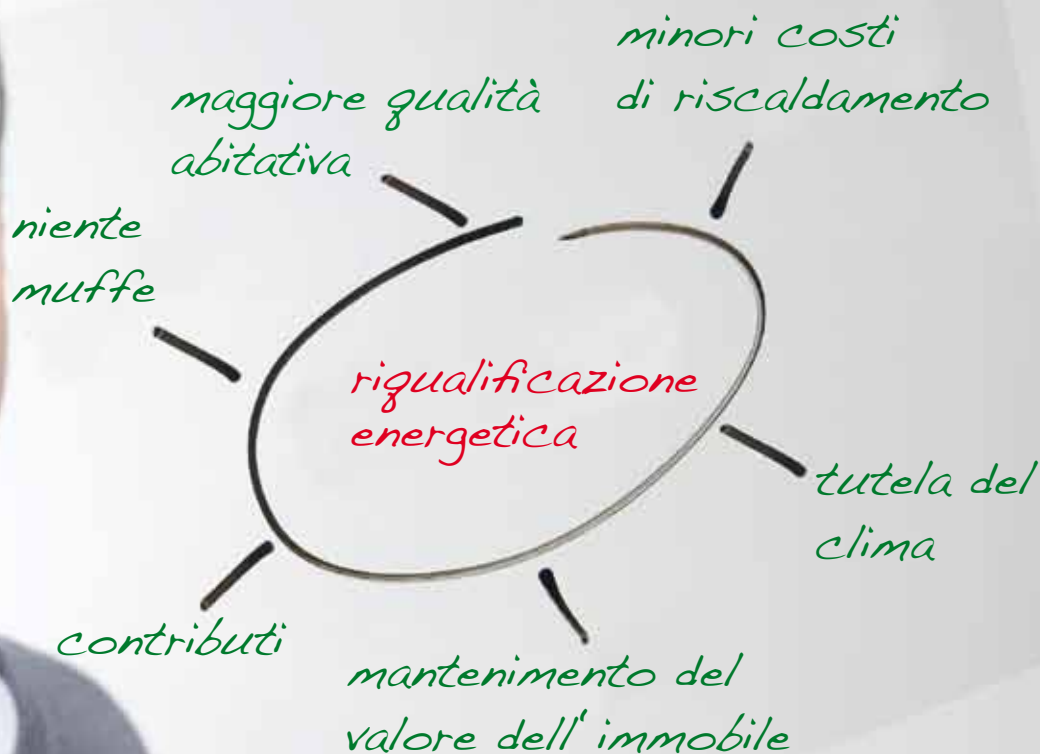 minori costi
di riscaldamento
maggiore qualità
abitativa
niente
muffe
riqualificazione
energetica
tutela del
clima
contributi
mantenimento del
valore dell'immobile